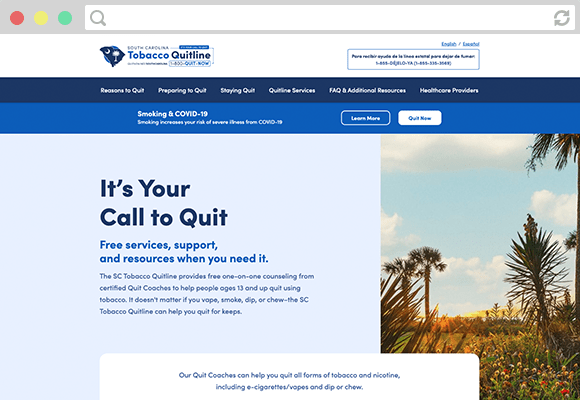 SOUTH CAROLINA
Tobacco Quitline
1-800-QUIT-NOW
English / Español
Para recibir ayuda de la línea estatal para dejar de fumar:
1-855-DÉJELO-YA (1-855-335-3569)
Reasons to Quit
Preparing to Quit
Staying Quit
Quitline Services
FAQ & Additional Resources
Healthcare Providers
Smoking & COVID-19
Smoking increases your risk of severe illness from COVID-19
Learn More
Quit Now
It's Your
Call to Quit
Free services, support,
and resources when you need it.
The SC Tobacco Quitline provides free one-on-one counseling from
certified Quit Coaches to help people ages 13 and up quit using
tobacco. It doesn't matter if you vape, smoke, dip, or chew–the SC
Tobacco Quitline can help you quit for keeps.
Our Quit Coaches can help you quit all forms of tobacco and nicotine,
including e-cigarettes/vapes and dip or chew.